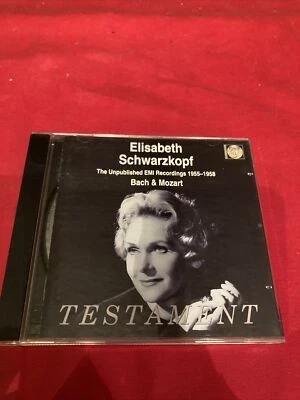 Elisabeth
Schwarzkopf
The Unpublished EMI Recordings 1955–1958
Bach & Mozart
TESTAMENT